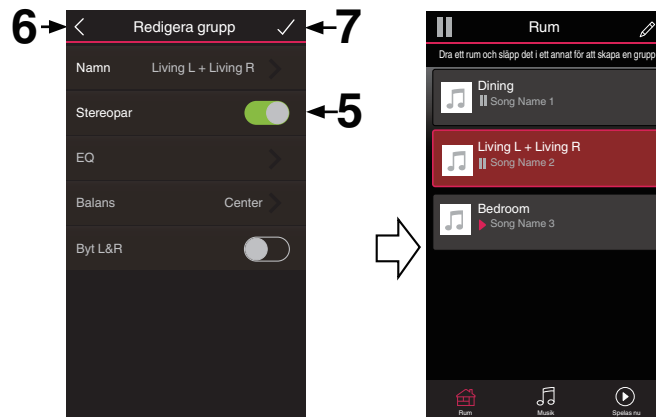 6
Redigera grupp
7
Namn Living L + Living R
Stereopar
5
EQ
Balans Center
Byt L&R
Rum
Dra ett rum och släpp det i ett annat för att skapa en grupp
Dining
Song Name 1
Living L + Living R
Song Name 2
Bedroom
Song Name 3
Rum Musik Spelas nu